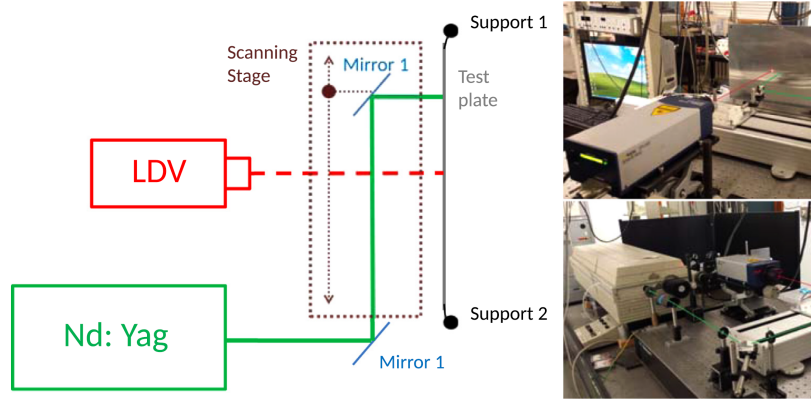 Support 1
Scanning
Stage
Mirror 1
Test
plate
LDV
Support 2
Nd: Yag
Mirror 1